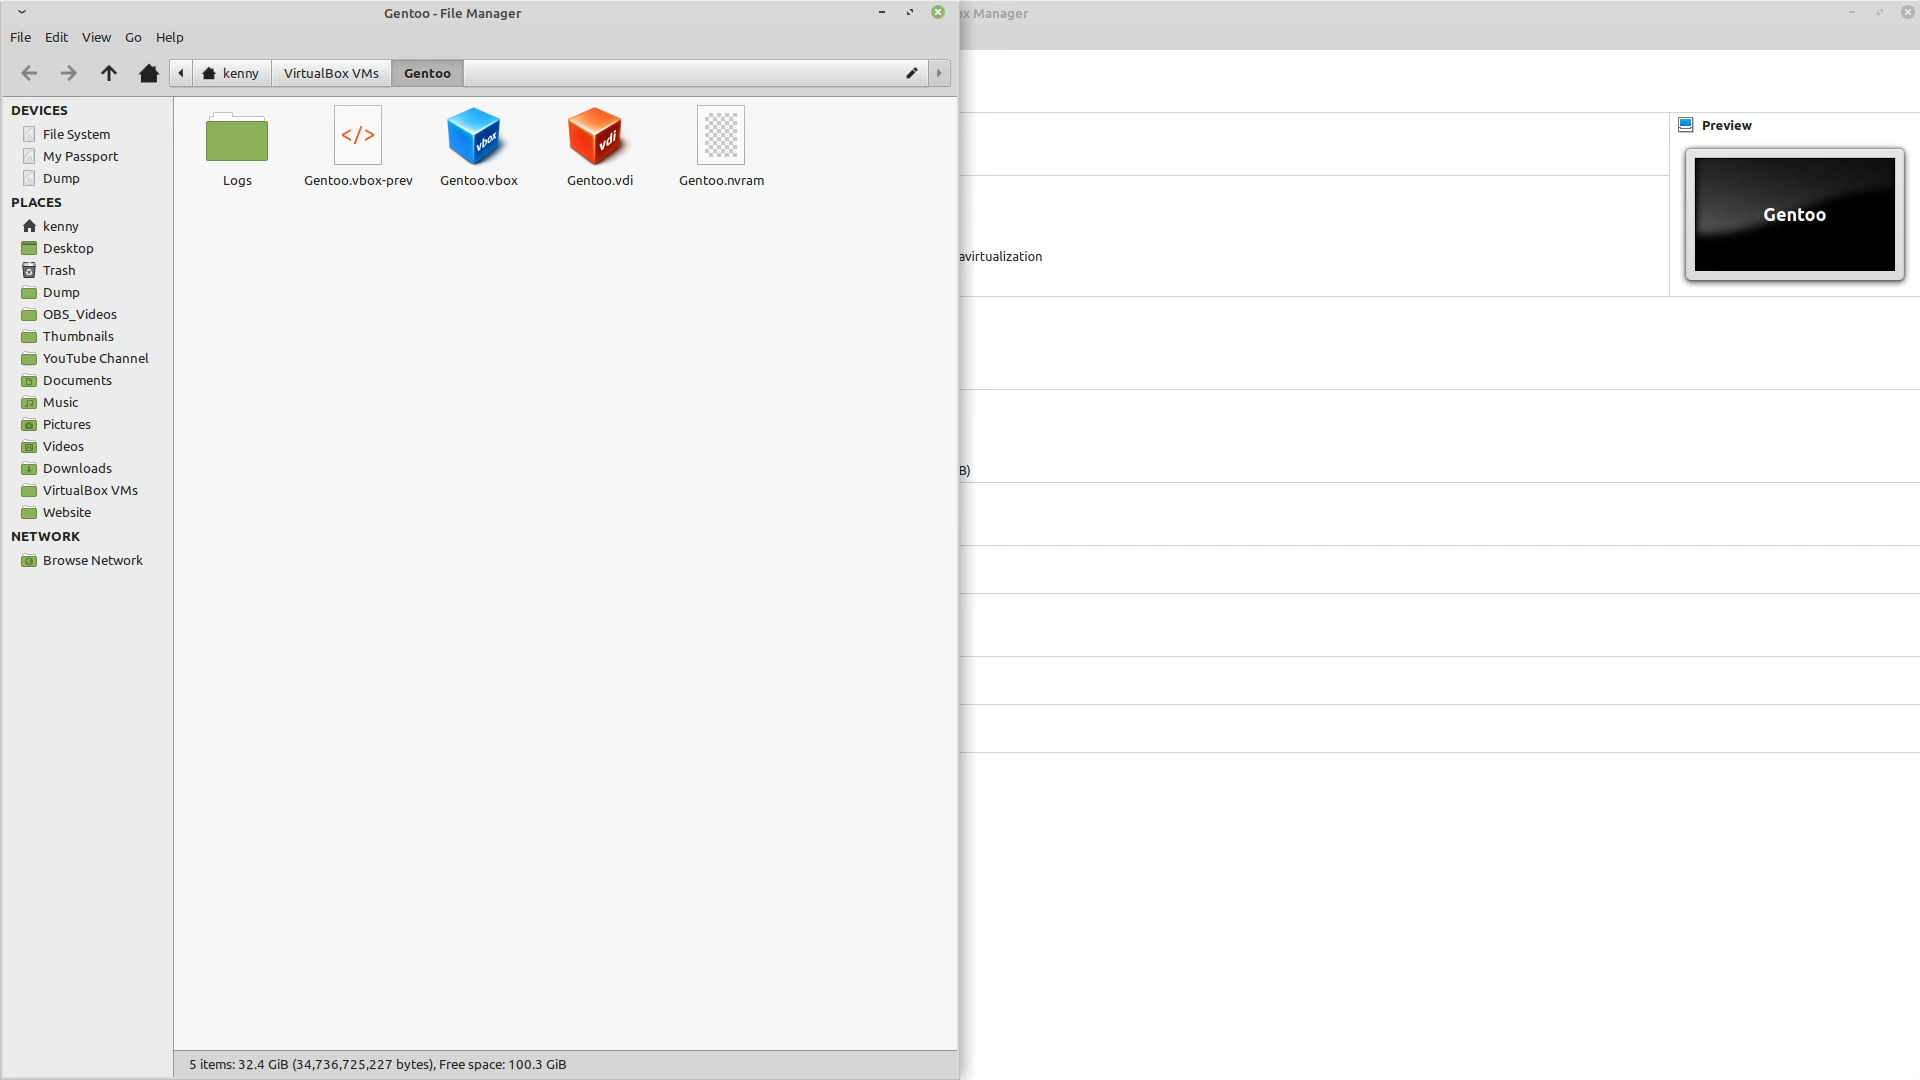 Gentoo - File Manager
File Edit View Go Help
kenny VirtualBox VMs Gentoo
DEVICES
File System
My Passport
Dump
PLACES
kenny
Desktop
Trash
Dump
OBS_Videos
Thumbnails
YouTube Channel
Documents
Music
Pictures
Videos
Downloads
VirtualBox VMs
Website
NETWORK
Browse Network
</>
vbox
vdi
Logs
Gentoo.vbox-prev
Gentoo.vbox
Gentoo.vdi
Gentoo.nvram
5 items: 32.4 GiB (34,736,725,227 bytes), Free space: 100.3 GiB
ox Manager
Preview
Gentoo
avirtualization
B)